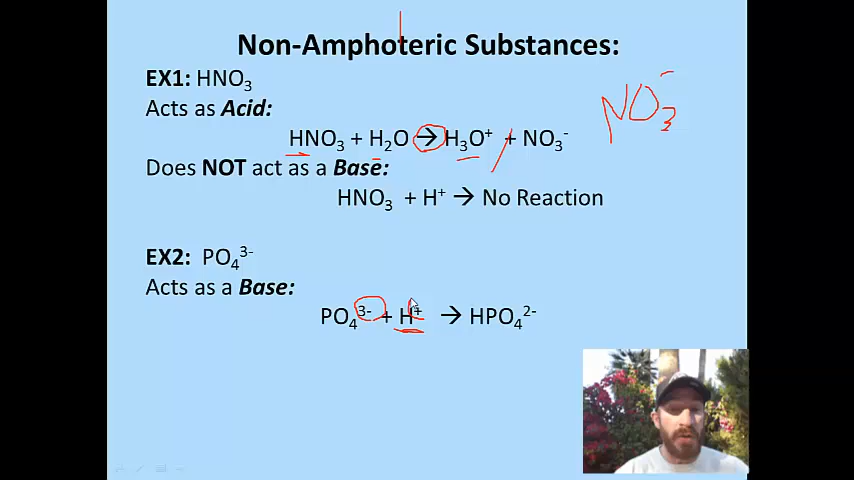 Non-Amphoteric Substances:
EX1: HNO₃
NO₃⁻
Acts as Acid:
HNO₃ + H₂O → H₃O⁺ + NO₃⁻
Does NOT act as a Base:
HNO₃ + H⁺ → No Reaction
EX2: PO₄³⁻
Acts as a Base:
PO₄³⁻ + H⁺ → HPO₄²⁻